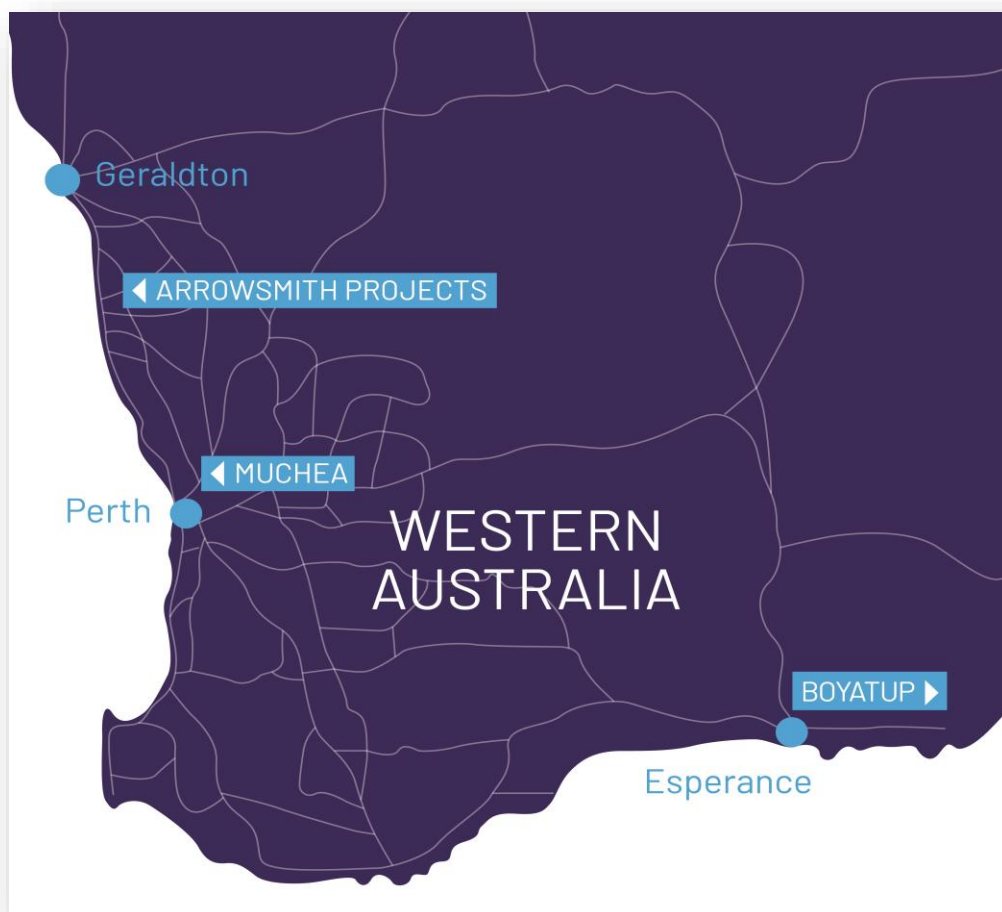 Geraldton
ARROWSMITH PROJECTS
MUCHEA
Perth
WESTERN
AUSTRALIA
BOYATUP
Esperance